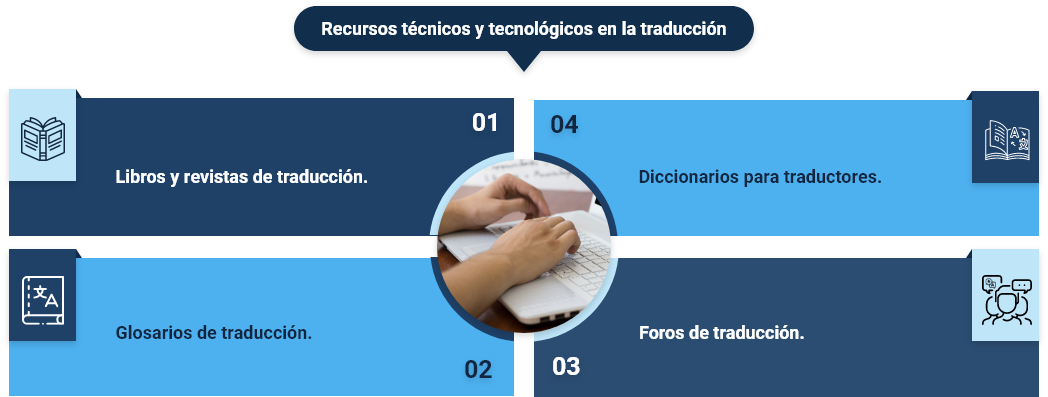 Recursos técnicos y tecnológicos en la traducción
01
Libros y revistas de traducción.
04
Diccionarios para traductores.
Glosarios de traducción.
02
Foros de traducción.
03